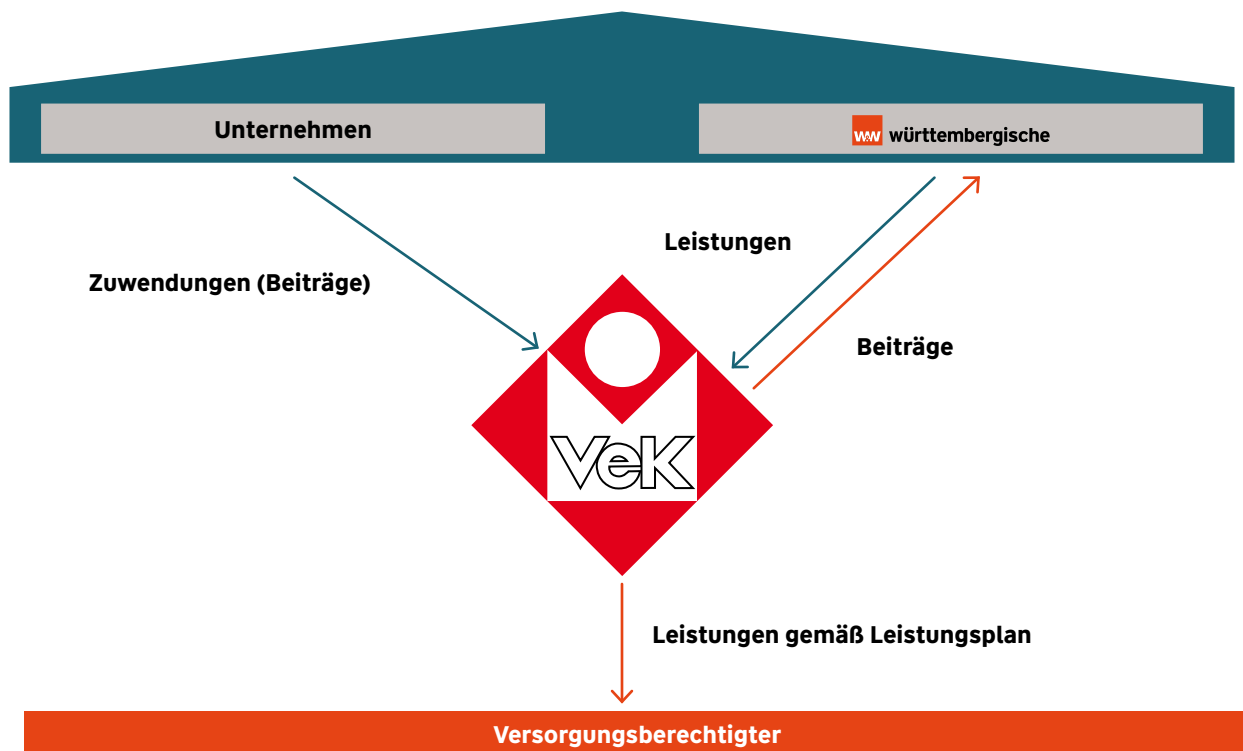 Unternehmen
W&W württembergische
Leistungen
Zuwendungen (Beiträge)
Beiträge
VeK
Leistungen gemäß Leistungsplan
Versorgungsberechtigter